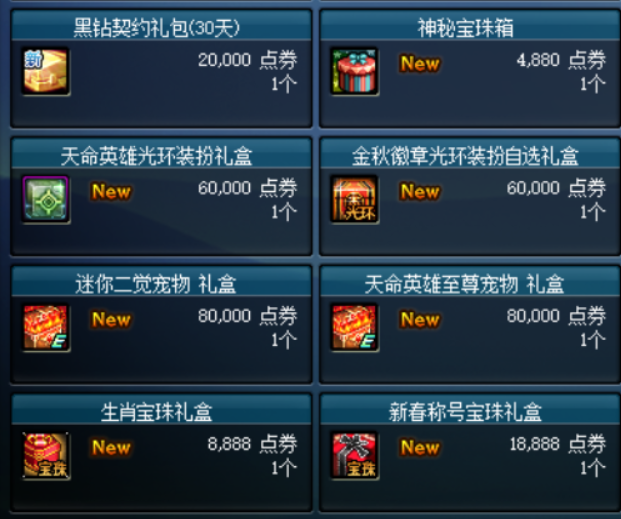 黑钻契约礼包(30天)
新
20,000 点券
1个
神秘宝珠箱
New
4,880 点券
1个
天命英雄光环装扮礼盒
New
60,000 点券
1个
金秋徽章光环装扮自选礼盒
光环
New
60,000 点券
1个
迷你二觉宠物 礼盒
E
New
80,000 点券
1个
天命英雄至尊宠物 礼盒
E
New
80,000 点券
1个
生肖宝珠礼盒
宝珠
New
8,888 点券
1个
新春称号宝珠礼盒
宝珠
New
18,888 点券
1个